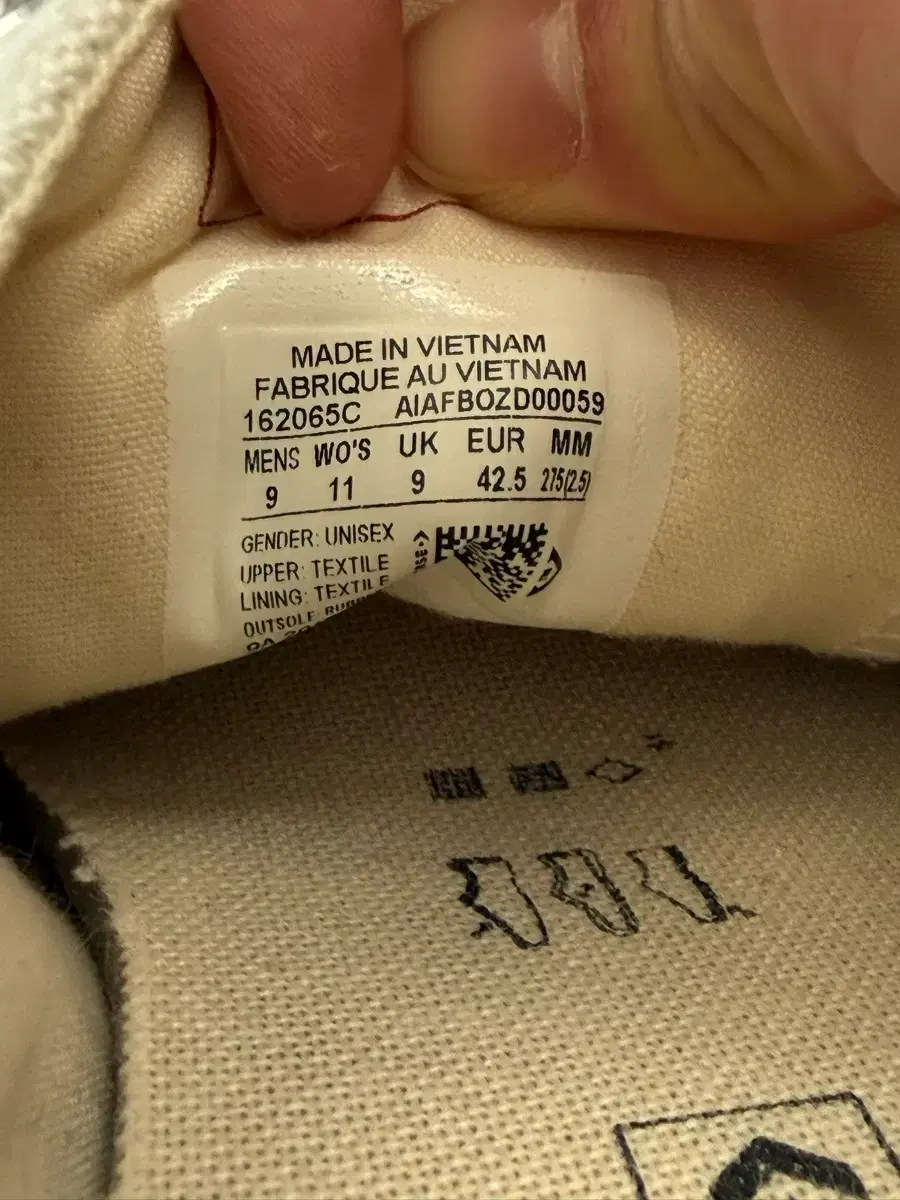 MADE IN VIETNAM
FABRIQUE AU VIETNAM
162065C AIAFBOZD00059
MENS WO'S UK EUR MM
9 11 9 42.5 275(2.5)
GENDER: UNISEX
UPPER: TEXTILE
LINING: TEXTILE
OUTSOLE: